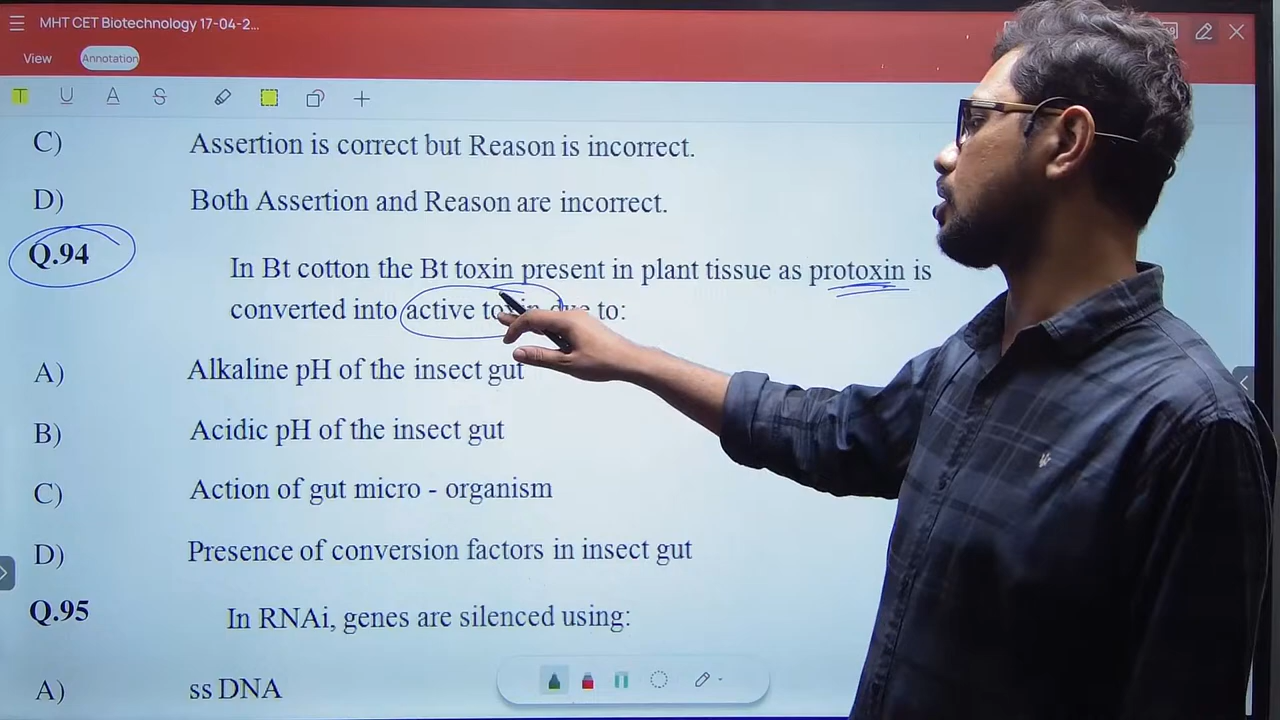 MHT CET Biotechnology 17-04-2...
View Annotation
C) Assertion is correct but Reason is incorrect.
D) Both Assertion and Reason are incorrect.
Q.94 In Bt cotton the Bt toxin present in plant tissue as protoxin is
converted into active toxin due to:
A) Alkaline pH of the insect gut
B) Acidic pH of the insect gut
C) Action of gut micro - organism
D) Presence of conversion factors in insect gut
Q.95 In RNAi, genes are silenced using:
A) ss DNA